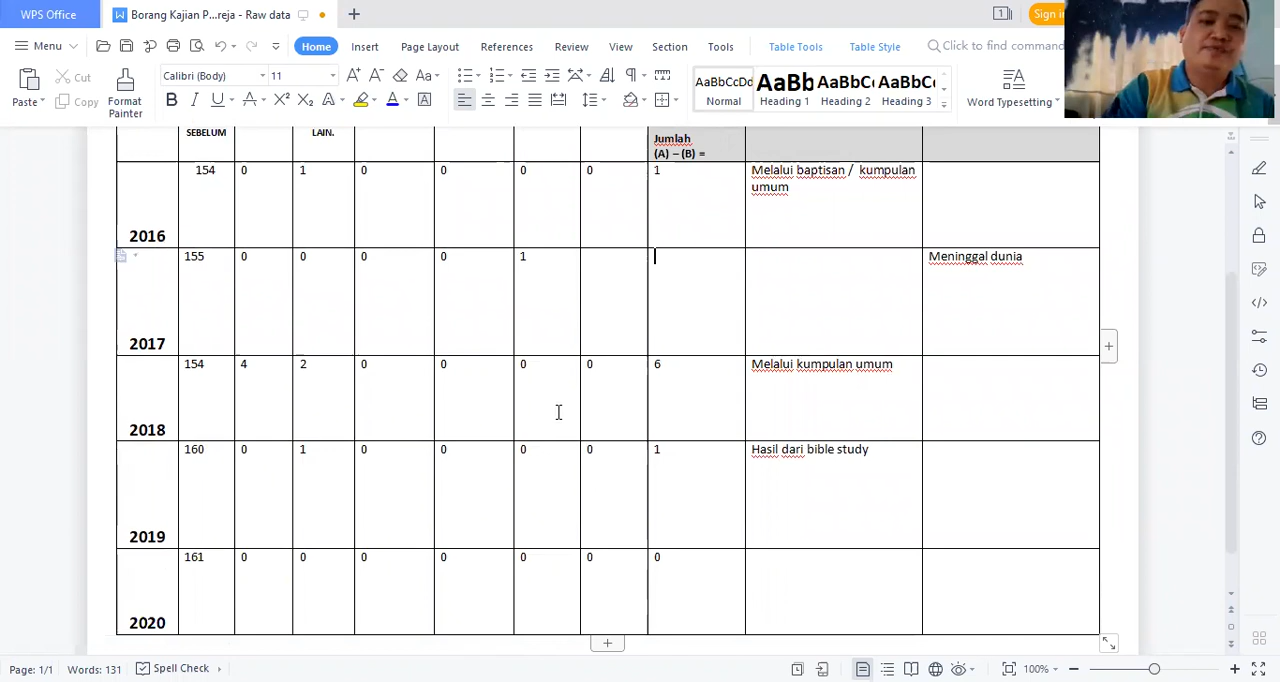 WPS Office
Borang Kajian P...reja - Raw data
+
1
Sign in
Menu
Home
Insert
Page Layout
References
Review
View
Section
Tools
Table Tools
Table Style
Click to find command
Paste
Cut
Copy
Format
Painter
Calibri (Body)
11
AaBbCcDd
Normal
AaBb
Heading 1
AaBbC
Heading 2
AaBbC
Heading 3
Word Typesetting
SEBELUM LAIN.
Jumlah
(A) – (B) =
2016 154 0 1 0 0 0 0 1 Melalui baptisan / kumpulan
umum
2017 155 0 0 0 0 1 Meninggal dunia
2018 154 4 2 0 0 0 0 6 Melalui kumpulan umum
2019 160 0 1 0 0 0 0 1 Hasil dari bible study
2020 161 0 0 0 0 0 0 0
Page: 1/1 Words: 131 Spell Check 100%